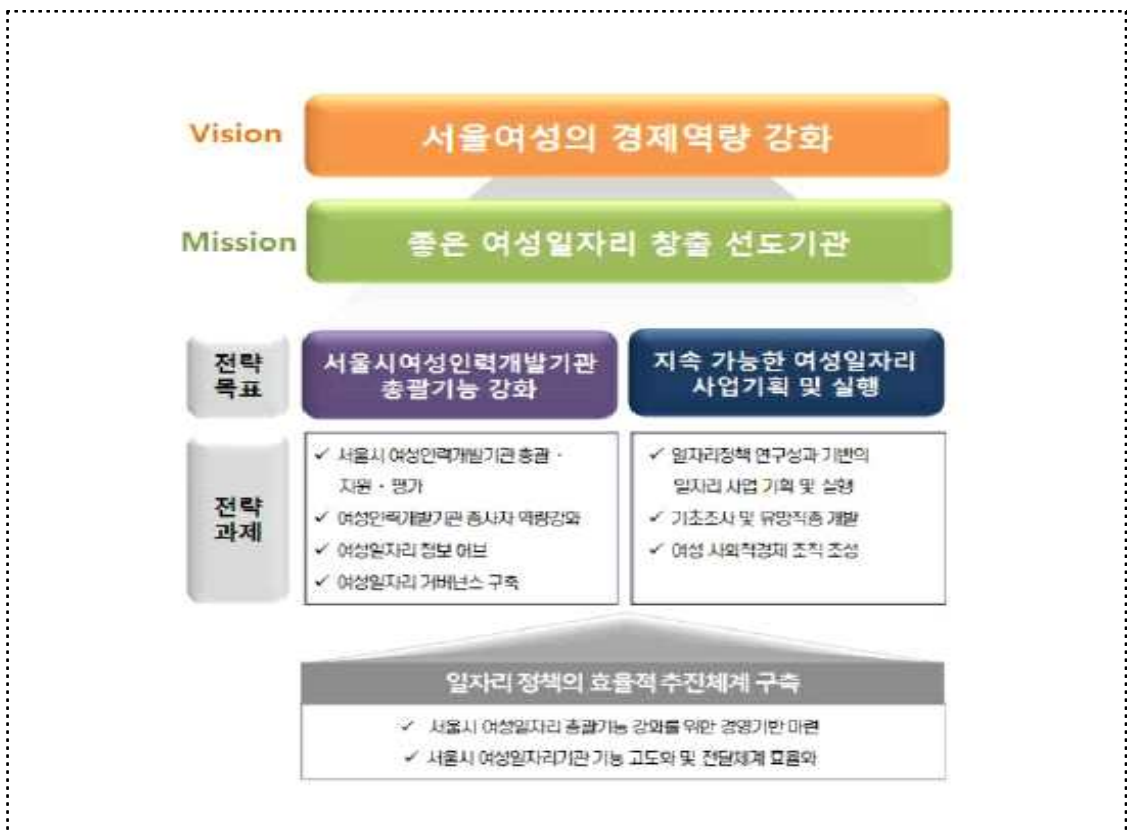 Vision
서울여성의 경제역량 강화
Mission
좋은 여성일자리 창출 선도기관
전략
목표
서울시여성인력개발기관
총괄기능 강화
지속 가능한 여성일자리
사업기획 및 실행
전략
과제
✓ 서울시 여성인력개발기관 총괄 ·
지원 · 평가
✓ 여성인력개발기관 종사자 역량강화
✓ 여성일자리 정보 허브
✓ 여성일자리 거버넌스 구축
✓ 일자리정책 연구성과 기반의
일자리 사업 기획 및 실행
✓ 기초조사 및 유망직종 개발
✓ 여성 사회적경제 조직 조성
일자리 정책의 효율적 추진체계 구축
✓ 서울시 여성일자리 총괄기능 강화를 위한 경영기반 마련
✓ 서울시 여성일자리기관 기능 고도화 및 전달체계 효율화